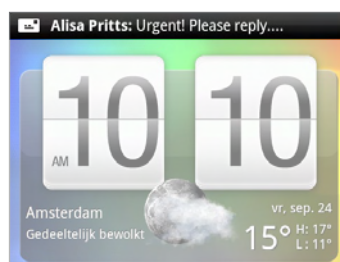 Alisa Pritts: Urgent! Please reply....
10 10
AM
Amsterdam
vr, sep. 24
Gedeeltelijk bewolkt
15° H: 17°
L: 11°